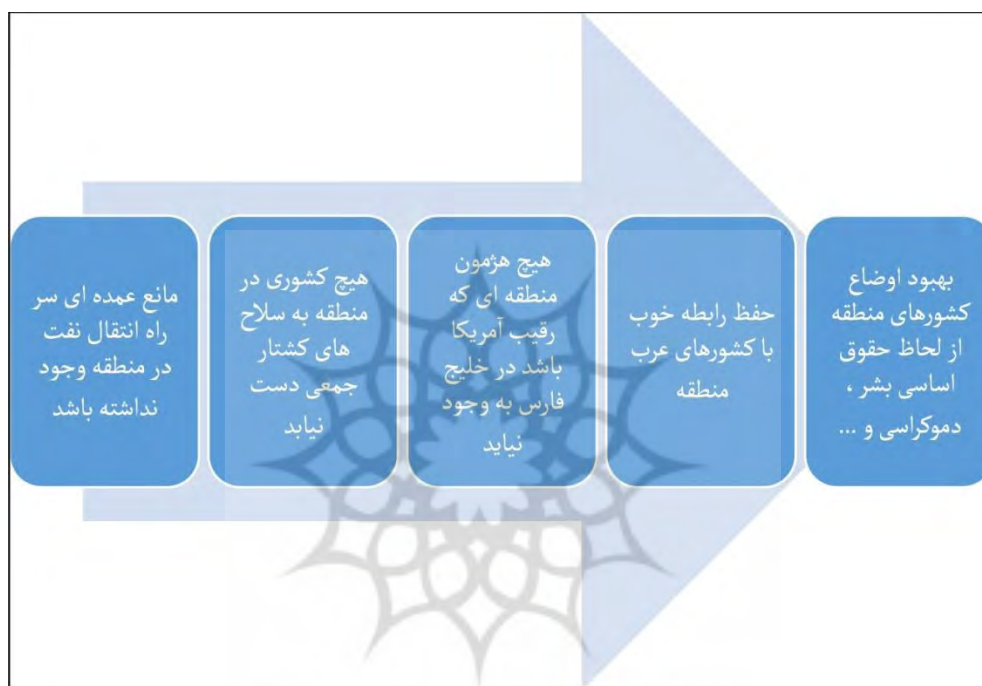 مانع عمده ای سر
راه انتقال نفت
در منطقه وجود
نداشته باشد
هیچ کشوری در
منطقه به سلاح
های کشتار
جمعی دست
نیابد
هیچ هژمون
منطقه ای که
رقیب آمریکا
باشد در خلیج
فارس به وجود
نیاید
حفظ رابطه خوب
با کشورهای عرب
منطقه
بهبود اوضاع
کشورهای منطقه
از لحاظ حقوق
اساسی بشر ،
دموکراسی و ...